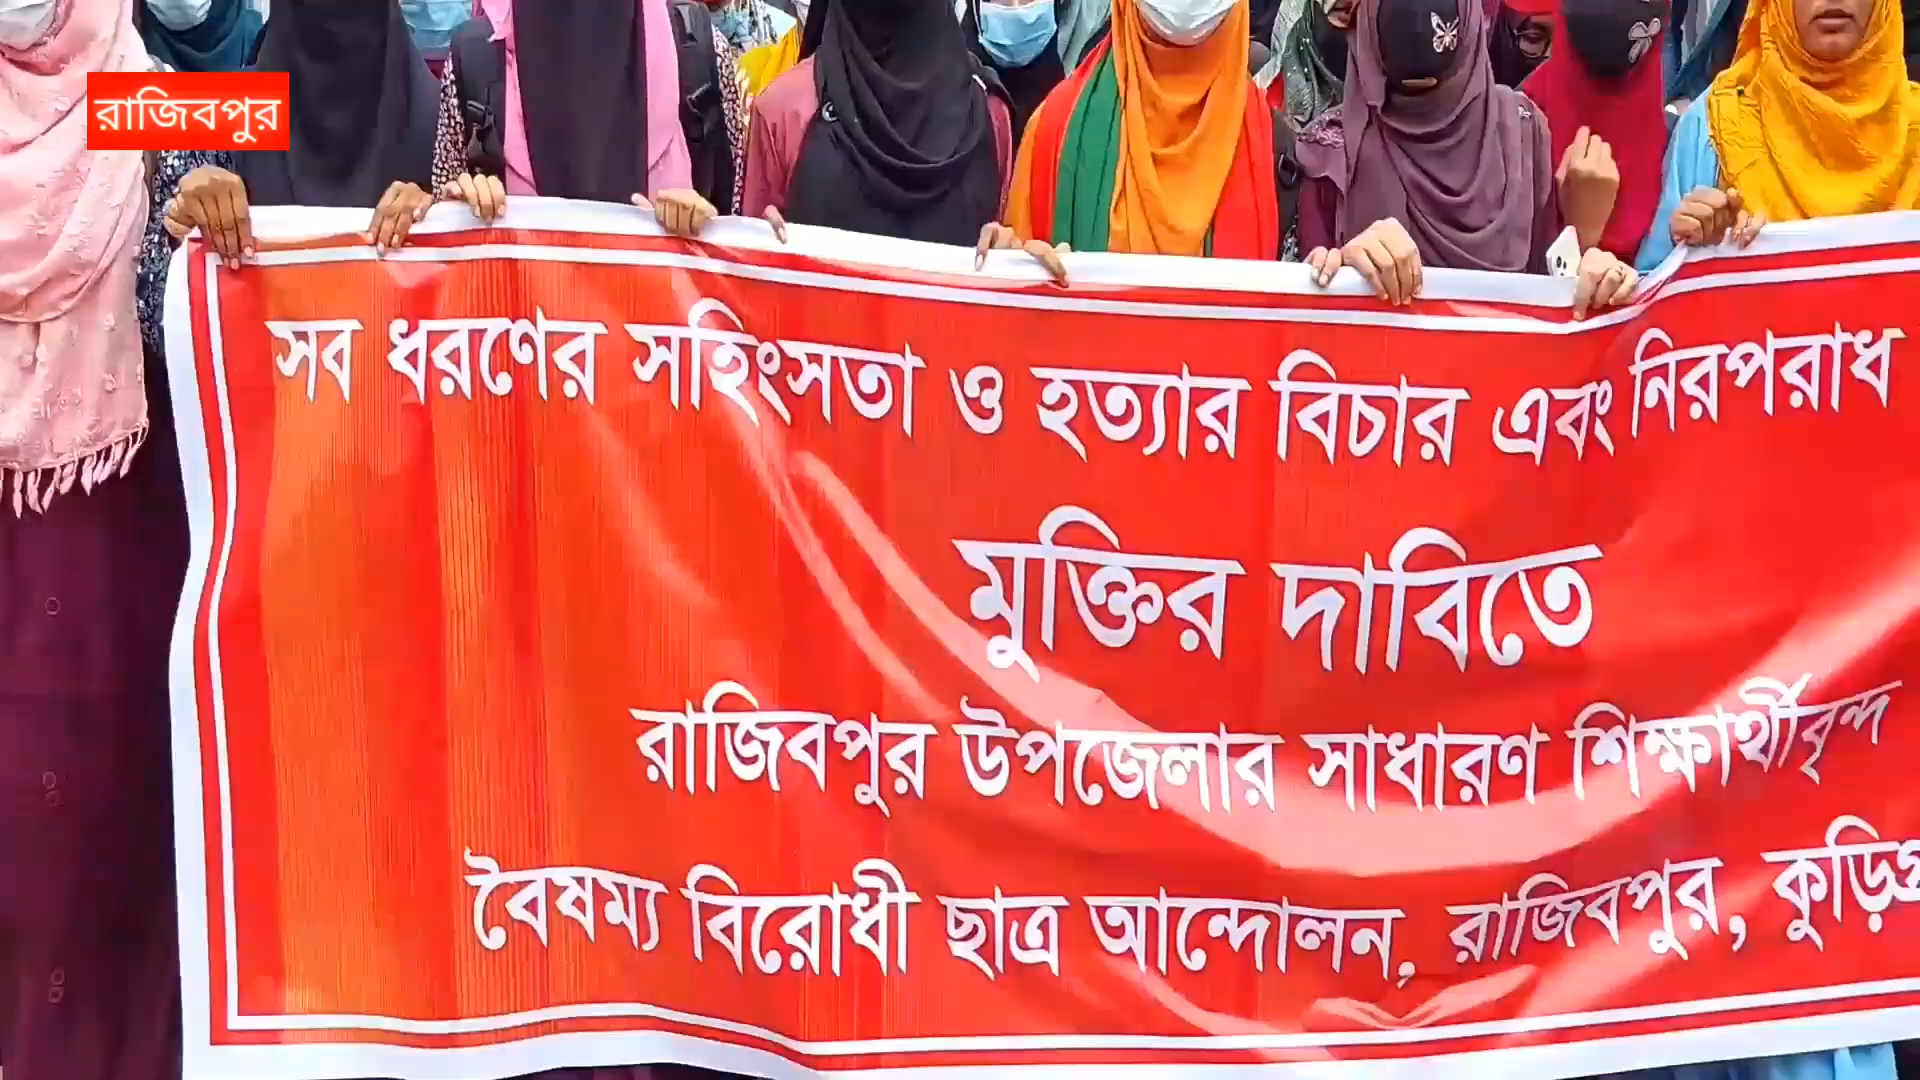 রাজিবপুর
সব ধরণের সহিংসতা ও হত্যার বিচার এবং নিরপরাধ
মুক্তির দাবিতে
রাজিবপুর উপজেলার সাধারণ শিক্ষার্থীবৃন্দ
বৈষম্য বিরোধী ছাত্র আন্দোলন, রাজিবপুর,